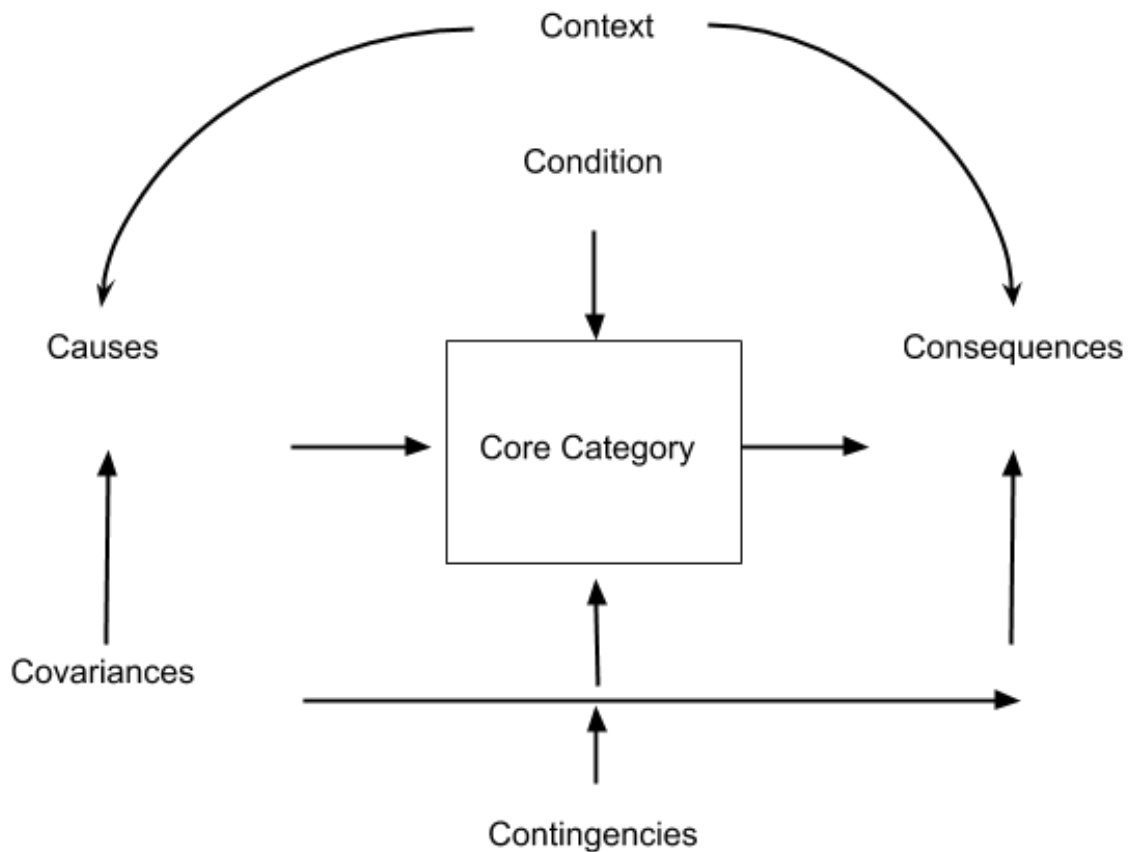 Context
Condition
Causes
Consequences
Core Category
Covariances
Contingencies